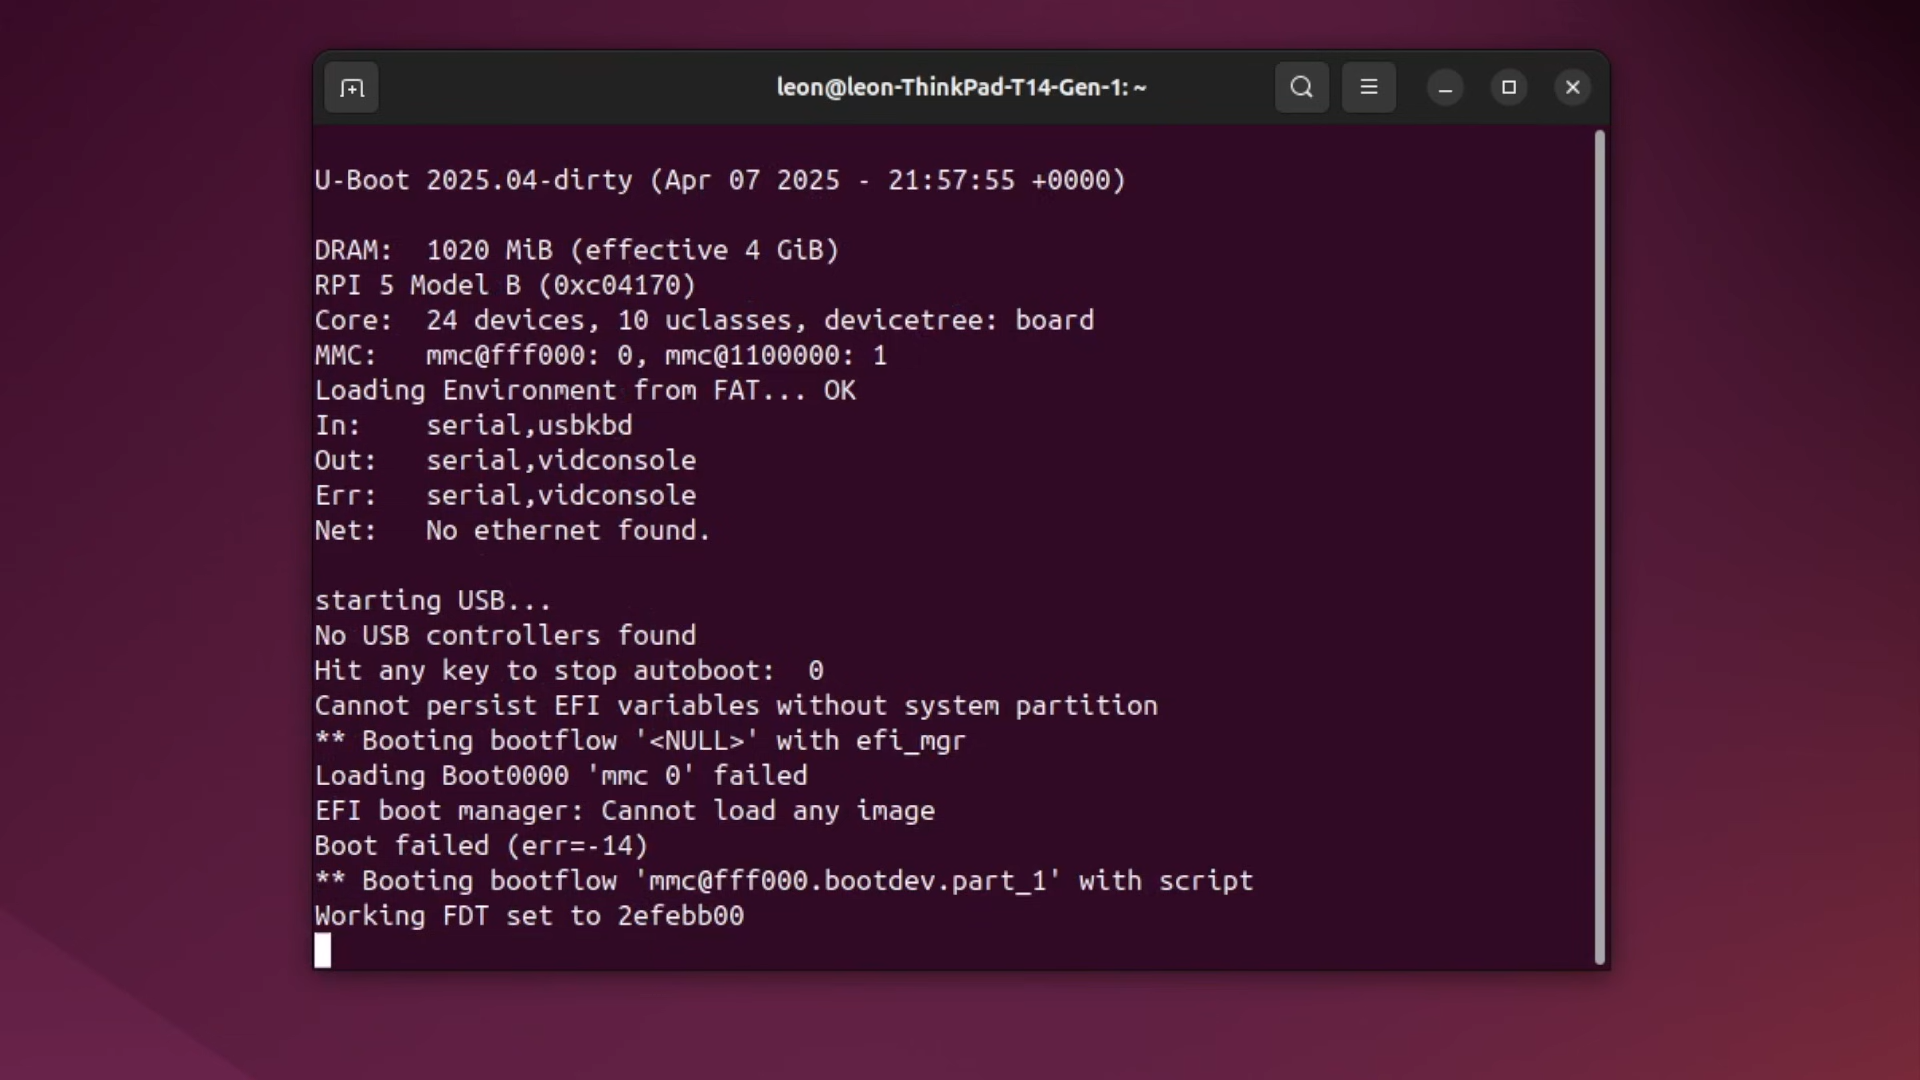 leon@leon-ThinkPad-T14-Gen-1: ~
U-Boot 2025.04-dirty (Apr 07 2025 - 21:57:55 +0000)
DRAM:  1020 MiB (effective 4 GiB)
RPI 5 Model B (0xc04170)
Core:  24 devices, 10 uclasses, devicetree: board
MMC:   mmc@fff000: 0, mmc@1100000: 1
Loading Environment from FAT... OK
In:    serial,usbkbd
Out:   serial,vidconsole
Err:   serial,vidconsole
Net:   No ethernet found.
starting USB...
No USB controllers found
Hit any key to stop autoboot:  0
Cannot persist EFI variables without system partition
** Booting bootflow '<NULL>' with efi_mgr
Loading Boot0000 'mmc 0' failed
EFI boot manager: Cannot load any image
Boot failed (err=-14)
** Booting bootflow 'mmc@fff000.bootdev.part_1' with script
Working FDT set to 2efebb00